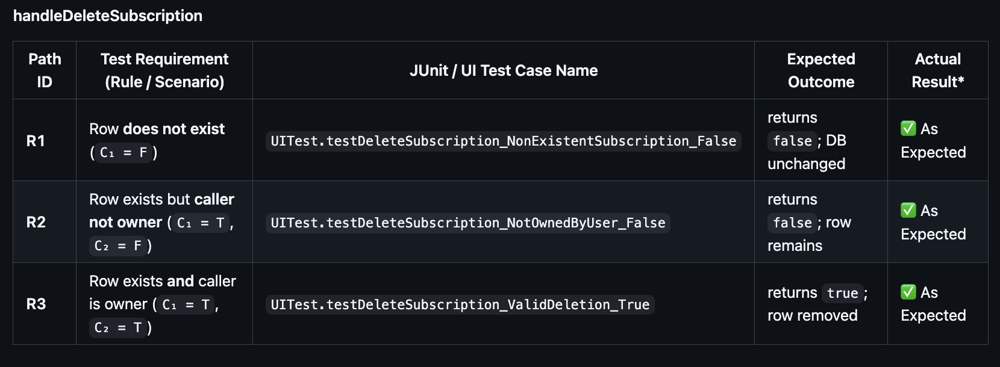 handleDeleteSubscription
Path
ID
Test Requirement
(Rule / Scenario)
JUnit / UI Test Case Name
Expected
Outcome
Actual
Result*
R1
Row does not exist
(C₁ = F)
UITest.testDeleteSubscription_NonExistentSubscription_False
returns
false; DB
unchanged
✅ As
Expected
R2
Row exists but caller
not owner (C₁ = T,
C₂ = F)
UITest.testDeleteSubscription_NotOwnedByUser_False
returns
false; row
remains
✅ As
Expected
R3
Row exists and caller
is owner (C₁ = T,
C₂ = T)
UITest.testDeleteSubscription_ValidDeletion_True
returns true;
row removed
✅ As
Expected